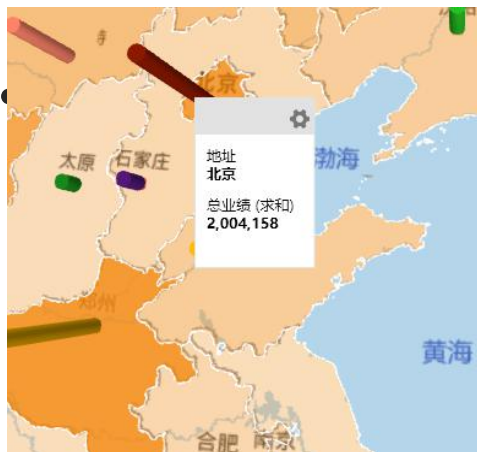 北京
太原
石家庄
渤海
地址
北京
总业绩 (求和)
2,004,158
郑州
黄海
合肥
南京